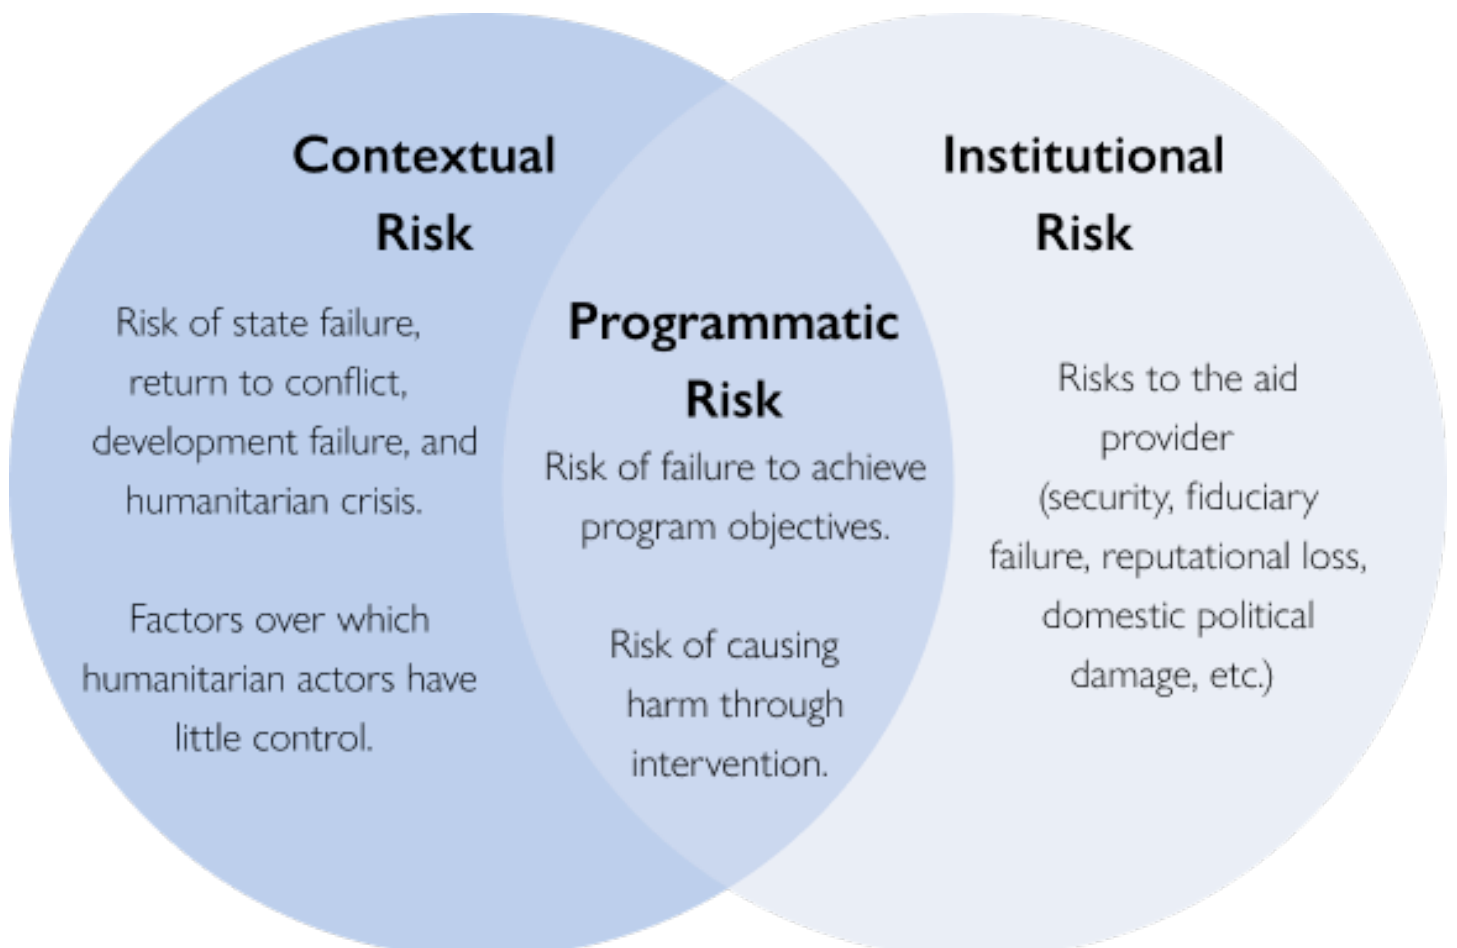 Contextual
Risk
Risk of state failure,
return to conflict,
development failure, and
humanitarian crisis.
Factors over which
humanitarian actors have
little control.
Programmatic
Risk
Risk of failure to achieve
program objectives.
Risk of causing
harm through
intervention.
Institutional
Risk
Risks to the aid
provider
(security, fiduciary
failure, reputational loss,
domestic political
damage, etc.)